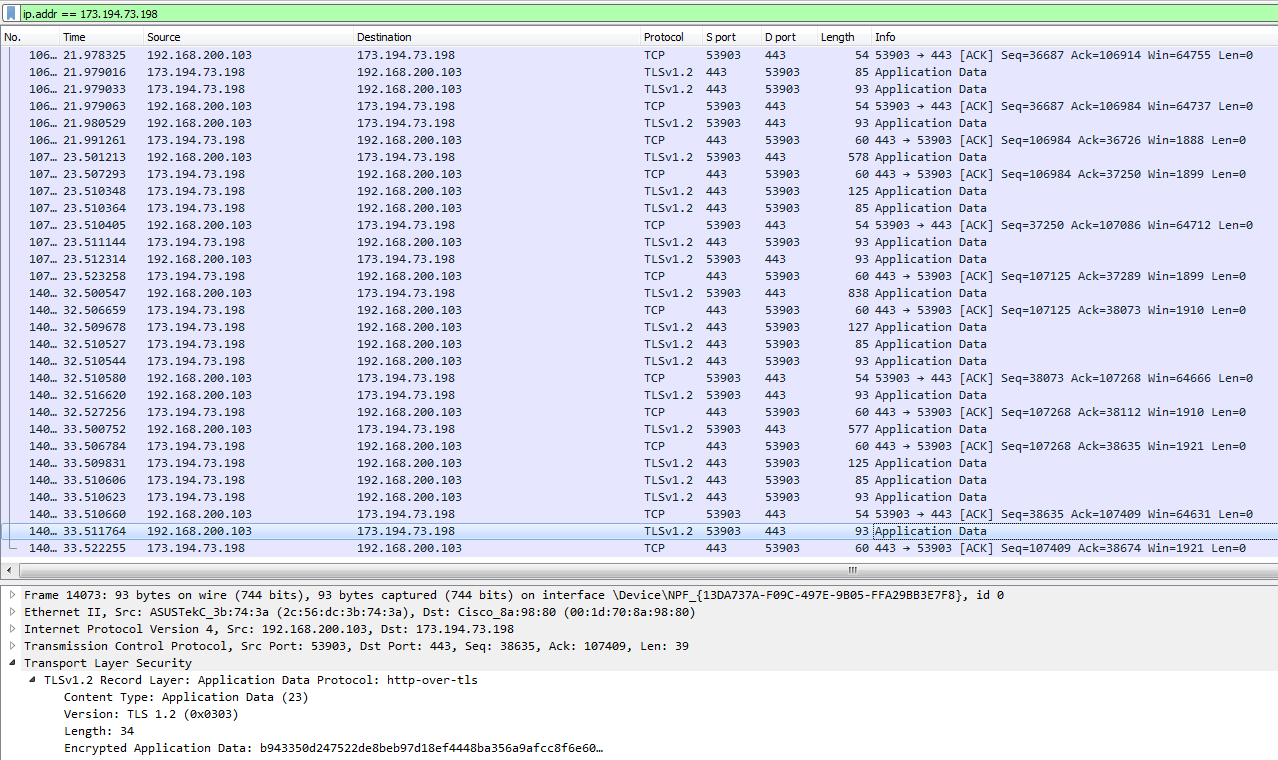 ip.addr == 173.194.73.198
No. Time Source Destination Protocol S port D port Length Info
106… 21.978325 192.168.200.103 173.194.73.198 TCP 53903 443 54 53903 → 443 [ACK] Seq=36687 Ack=106914 Win=64755 Len=0
106… 21.979016 173.194.73.198 192.168.200.103 TLSv1.2 443 53903 85 Application Data
106… 21.979033 173.194.73.198 192.168.200.103 TLSv1.2 443 53903 93 Application Data
106… 21.979063 192.168.200.103 173.194.73.198 TCP 53903 443 54 53903 → 443 [ACK] Seq=36687 Ack=106984 Win=64737 Len=0
106… 21.980529 192.168.200.103 173.194.73.198 TLSv1.2 53903 443 93 Application Data
106… 21.991261 173.194.73.198 192.168.200.103 TCP 443 53903 60 443 → 53903 [ACK] Seq=106984 Ack=36726 Win=1888 Len=0
107… 23.501213 192.168.200.103 173.194.73.198 TLSv1.2 53903 443 578 Application Data
107… 23.507293 173.194.73.198 192.168.200.103 TCP 443 53903 60 443 → 53903 [ACK] Seq=106984 Ack=37250 Win=1899 Len=0
107… 23.510348 173.194.73.198 192.168.200.103 TLSv1.2 443 53903 125 Application Data
107… 23.510364 173.194.73.198 192.168.200.103 TLSv1.2 443 53903 85 Application Data
107… 23.510405 192.168.200.103 173.194.73.198 TCP 53903 443 54 53903 → 443 [ACK] Seq=37250 Ack=107086 Win=64712 Len=0
107… 23.511144 173.194.73.198 192.168.200.103 TLSv1.2 443 53903 93 Application Data
107… 23.512314 192.168.200.103 173.194.73.198 TLSv1.2 53903 443 93 Application Data
107… 23.523258 173.194.73.198 192.168.200.103 TCP 443 53903 60 443 → 53903 [ACK] Seq=107125 Ack=37289 Win=1899 Len=0
140… 32.500547 192.168.200.103 173.194.73.198 TLSv1.2 53903 443 838 Application Data
140… 32.506659 173.194.73.198 192.168.200.103 TCP 443 53903 60 443 → 53903 [ACK] Seq=107125 Ack=38073 Win=1910 Len=0
140… 32.509678 173.194.73.198 192.168.200.103 TLSv1.2 443 53903 127 Application Data
140… 32.510527 173.194.73.198 192.168.200.103 TLSv1.2 443 53903 85 Application Data
140… 32.510544 173.194.73.198 192.168.200.103 TLSv1.2 443 53903 93 Application Data
140… 32.510580 192.168.200.103 173.194.73.198 TCP 53903 443 54 53903 → 443 [ACK] Seq=38073 Ack=107268 Win=64666 Len=0
140… 32.516620 192.168.200.103 173.194.73.198 TLSv1.2 53903 443 93 Application Data
140… 32.527256 173.194.73.198 192.168.200.103 TCP 443 53903 60 443 → 53903 [ACK] Seq=107268 Ack=38112 Win=1910 Len=0
140… 33.500752 192.168.200.103 173.194.73.198 TLSv1.2 53903 443 577 Application Data
140… 33.506784 173.194.73.198 192.168.200.103 TCP 443 53903 60 443 → 53903 [ACK] Seq=107268 Ack=38635 Win=1921 Len=0
140… 33.509831 173.194.73.198 192.168.200.103 TLSv1.2 443 53903 125 Application Data
140… 33.510606 173.194.73.198 192.168.200.103 TLSv1.2 443 53903 85 Application Data
140… 33.510623 173.194.73.198 192.168.200.103 TLSv1.2 443 53903 93 Application Data
140… 33.510660 192.168.200.103 173.194.73.198 TCP 53903 443 54 53903 → 443 [ACK] Seq=38635 Ack=107409 Win=64631 Len=0
140… 33.511764 192.168.200.103 173.194.73.198 TLSv1.2 53903 443 93 Application Data
140… 33.522255 173.194.73.198 192.168.200.103 TCP 443 53903 60 443 → 53903 [ACK] Seq=107409 Ack=38674 Win=1921 Len=0
Frame 14073: 93 bytes on wire (744 bits), 93 bytes captured (744 bits) on interface \Device\NPF_{13DA737A-F09C-497E-9B05-FFA29BB3E7F8}, id 0
Ethernet II, Src: ASUSTekC_3b:74:3a (2c:56:dc:3b:74:3a), Dst: Cisco_8a:98:80 (00:1d:70:8a:98:80)
Internet Protocol Version 4, Src: 192.168.200.103, Dst: 173.194.73.198
Transmission Control Protocol, Src Port: 53903, Dst Port: 443, Seq: 38635, Ack: 107409, Len: 39
Transport Layer Security
TLSv1.2 Record Layer: Application Data Protocol: http-over-tls
Content Type: Application Data (23)
Version: TLS 1.2 (0x0303)
Length: 34
Encrypted Application Data: b943350d247522de8beb97d18ef4448ba356a9afcc8f6e60…